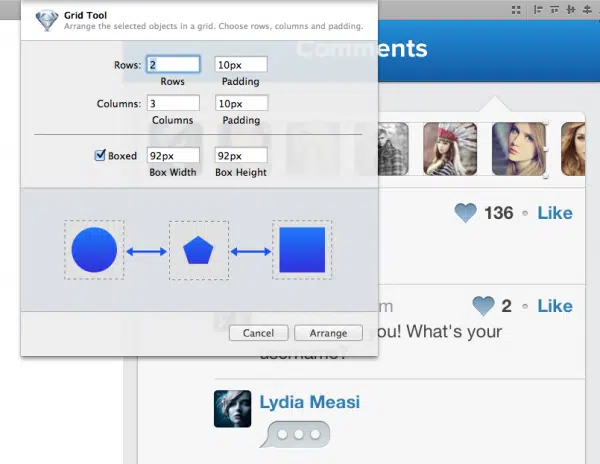 Grid Tool
Arrange the selected objects in a grid. Choose rows, columns and padding.
Comments
Rows: 2 10px
Rows Padding
Columns: 3 10px
Columns Padding
Boxed 92px 92px
Box Width Box Height
136 Like
m 2 Like
ou! What's your
username?
Cancel Arrange
Lydia Measi